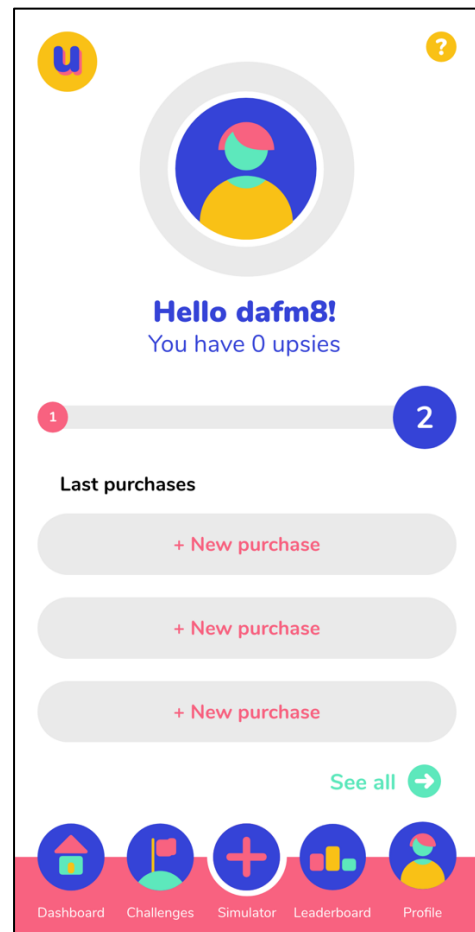 u
?
Hello dafm8!
You have 0 upsies
1
2
Last purchases
+ New purchase
+ New purchase
+ New purchase
See all
Dashboard Challenges Simulator Leaderboard Profile